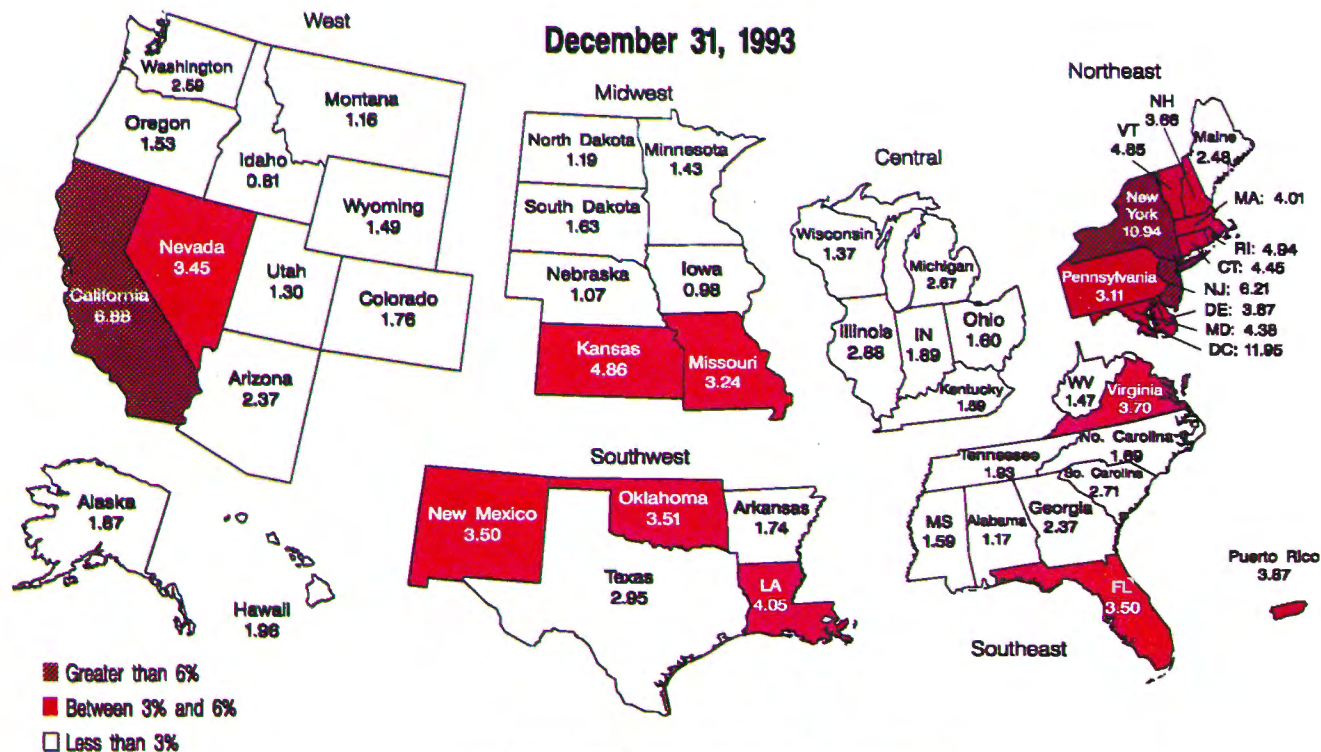 December 31, 1993
West
Washington
2.59
Oregon
1.53
Montana
1.16
Idaho
0.81
Wyoming
1.49
Nevada
3.45
California
6.88
Utah
1.30
Colorado
1.76
Arizona
2.37
Alaska
1.87
Hawaii
1.96
Midwest
North Dakota
1.19
Minnesota
1.43
South Dakota
1.63
Nebraska
1.07
Iowa
0.98
Kansas
4.86
Missouri
3.24
Central
Wisconsin
1.37
Michigan
2.67
Illinois
2.88
IN
1.89
Ohio
1.60
Kentucky
Northeast
NH
3.66
VT
4.85
Maine
2.48
New
York
10.94
MA: 4.01
RI: 4.94
CT: 4.45
Pennsylvania
3.11
NJ: 6.21
DE: 3.87
MD: 4.38
DC: 11.95
Southwest
New Mexico
3.50
Oklahoma
3.51
Arkansas
1.74
Texas
2.95
LA
4.05
WV
1.47
Virginia
3.70
No. Carolina
Tennessee
1.93
So. Carolina
2.71
MS
1.59
Alabama
1.17
Georgia
2.37
FL
3.50
Southeast
Puerto Rico
3.87
Greater than 6%
Between 3% and 6%
Less than 3%